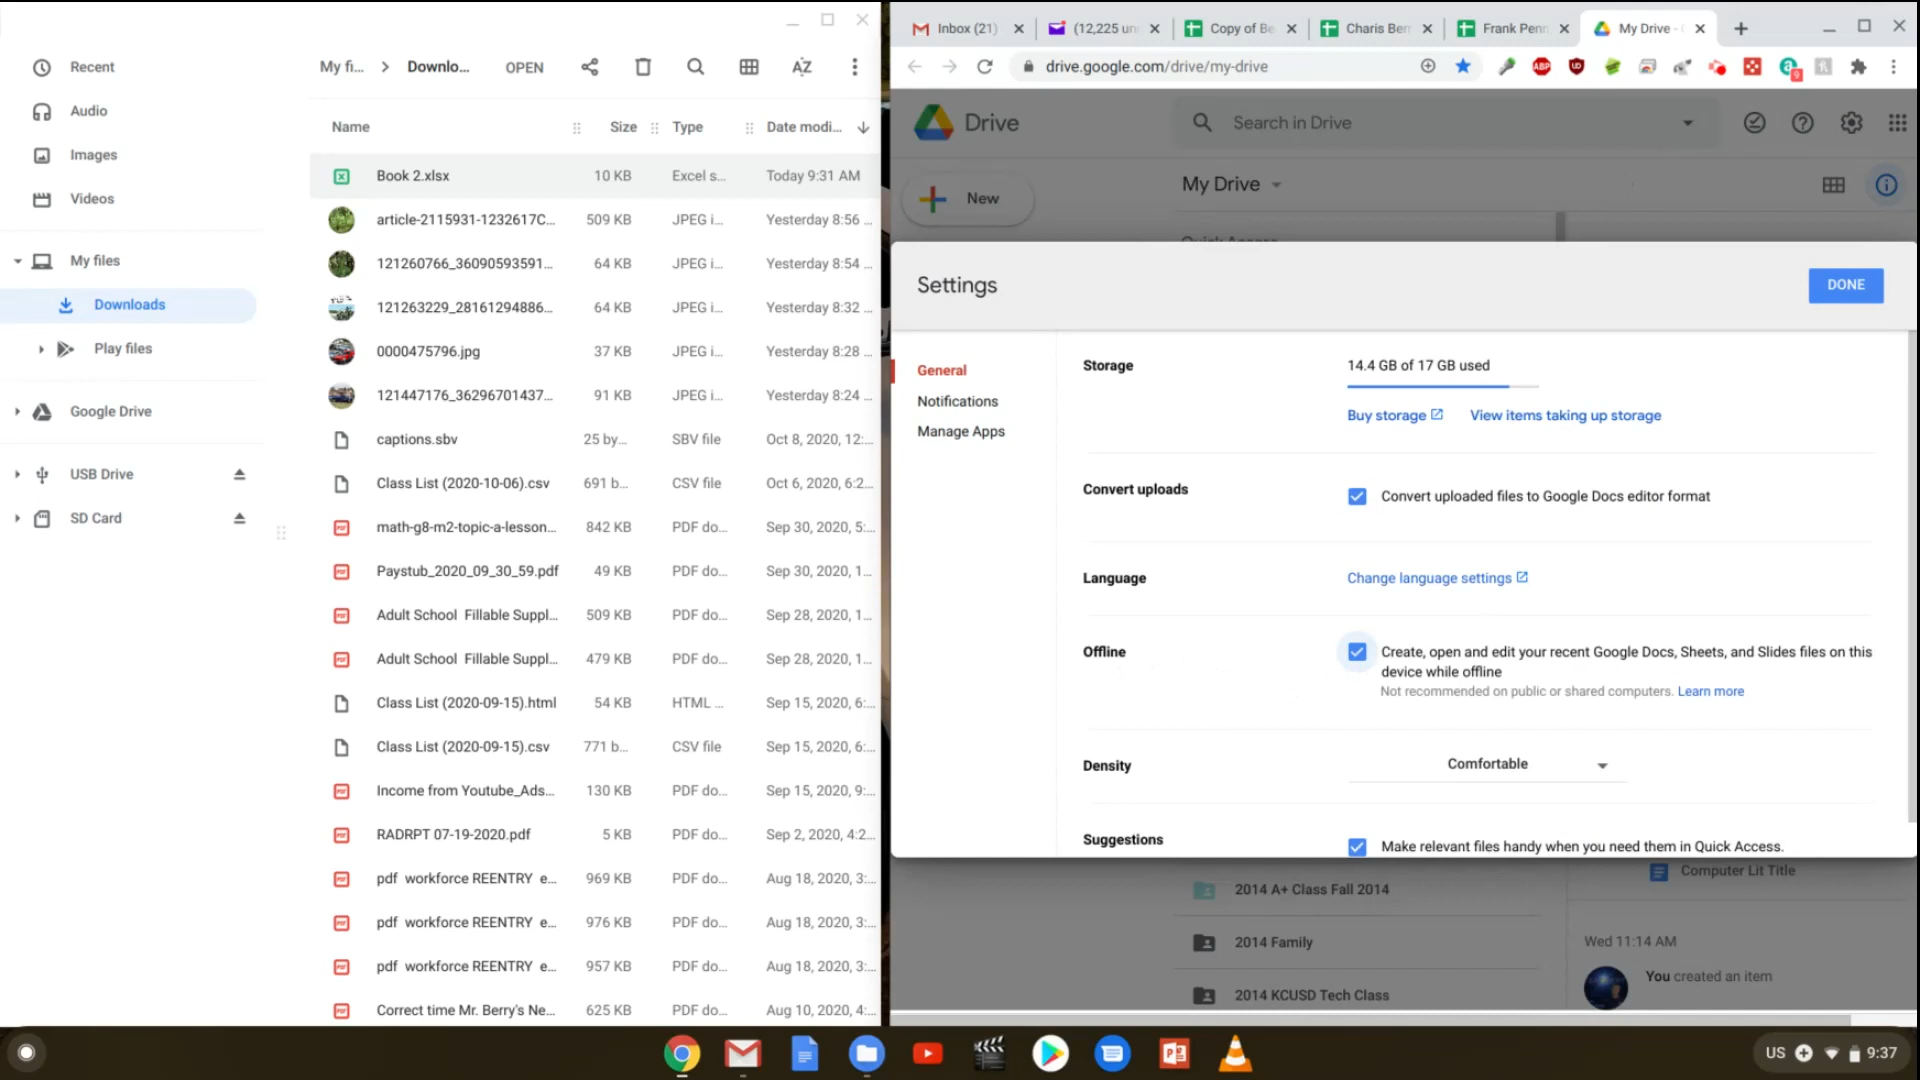 Recent
Audio
Images
Videos
My files
Downloads
Play files
Google Drive
USB Drive
SD Card
My fi... > Downlo... OPEN
Name Size Type Date modi...
Book 2.xlsx 10 KB Excel s... Today 9:31 AM
article-2115931-1232617C... 509 KB JPEG i... Yesterday 8:56 ...
121260766_36090593591... 64 KB JPEG i... Yesterday 8:54 ...
121263229_28161294886... 64 KB JPEG i... Yesterday 8:32 ...
0000475796.jpg 37 KB JPEG i... Yesterday 8:28 ...
121447176_36296701437... 91 KB JPEG i... Yesterday 8:24 ...
captions.sbv 25 by... SBV file Oct 8, 2020, 12:...
Class List (2020-10-06).csv 691 b... CSV file Oct 6, 2020, 6:2...
math-g8-m2-topic-a-lesson... 842 KB PDF do... Sep 30, 2020, 5:...
Paystub_2020_09_30_59.pdf 49 KB PDF do... Sep 30, 2020, 1...
Adult School Fillable Suppl... 509 KB PDF do... Sep 28, 2020, 1...
Adult School Fillable Suppl... 479 KB PDF do... Sep 28, 2020, 1...
Class List (2020-09-15).html 54 KB HTML ... Sep 15, 2020, 6:...
Class List (2020-09-15).csv 771 b... CSV file Sep 15, 2020, 6:...
Income from Youtube_Ads... 130 KB PDF do... Sep 15, 2020, 9:...
RADRPT 07-19-2020.pdf 5 KB PDF do... Sep 2, 2020, 4:2...
pdf workforce REENTRY e... 969 KB PDF do... Aug 18, 2020, 3:...
pdf workforce REENTRY e... 976 KB PDF do... Aug 18, 2020, 3:...
pdf workforce REENTRY e... 957 KB PDF do... Aug 18, 2020, 3:...
Correct time Mr. Berry's Ne... 625 KB PDF do... Aug 10, 2020, 4:...
Inbox (21) (12,225 un Copy of Be Charis Berr Frank Penn My Drive -
drive.google.com/drive/my-drive
ABP
9
Drive Search in Drive
New My Drive
Quick Access
Settings DONE
General
Notifications
Manage Apps
Storage 14.4 GB of 17 GB used
Buy storage View items taking up storage
Convert uploads Convert uploaded files to Google Docs editor format
Language Change language settings
Offline Create, open and edit your recent Google Docs, Sheets, and Slides files on this
device while offline
Not recommended on public or shared computers. Learn more
Density Comfortable
Suggestions Make relevant files handy when you need them in Quick Access.
Computer Lit Title
2014 A+ Class Fall 2014
2014 Family
2014 KCUSD Tech Class
Wed 11:14 AM
You created an item
US 9:37